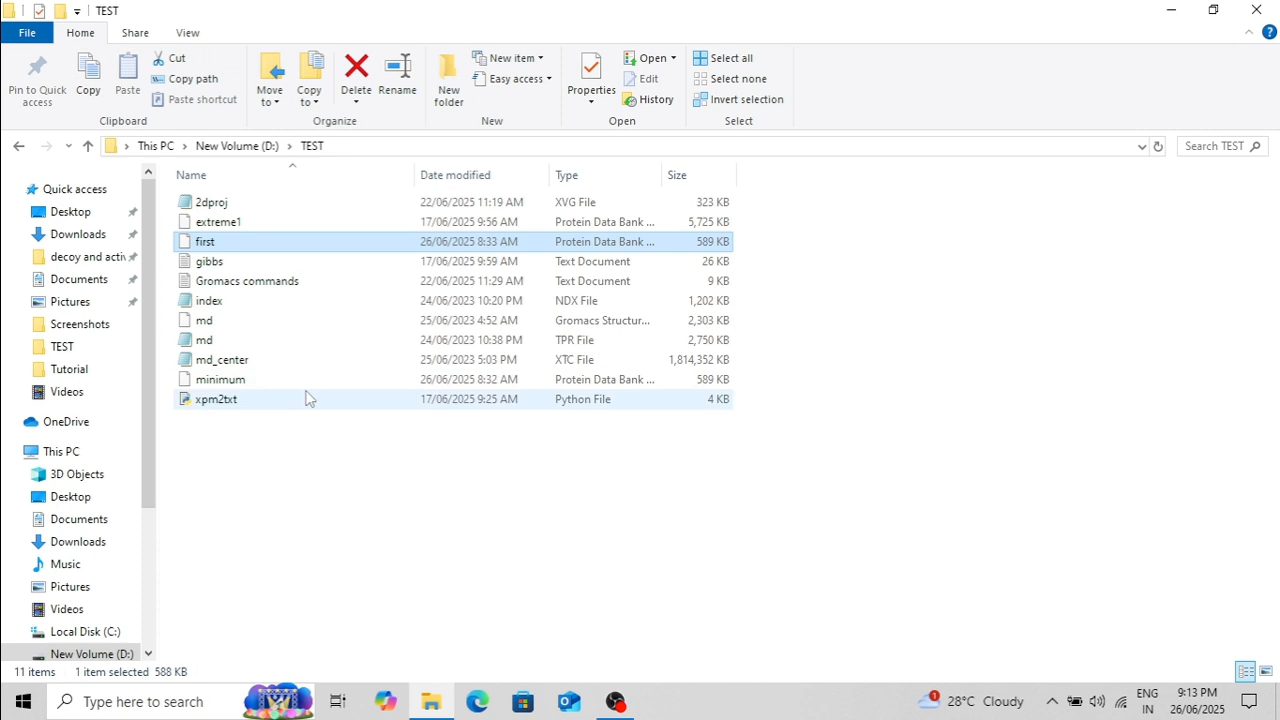 TEST
File Home Share View
Pin to Quick access
Copy
Paste
Cut
Copy path
Paste shortcut
Clipboard
Move to
Copy to
Delete
Rename
Organize
New folder
New item
Easy access
New
Properties
Open
Edit
History
Open
Select all
Select none
Invert selection
Select
This PC New Volume (D:) TEST
Search TEST
Name Date modified Type Size
2dproj 22/06/2025 11:19 AM XVG File 323 KB
extreme1 17/06/2025 9:56 AM Protein Data Bank ... 5,725 KB
first 26/06/2025 8:33 AM Protein Data Bank ... 589 KB
gibbs 17/06/2025 9:59 AM Text Document 26 KB
Gromacs commands 22/06/2025 11:29 AM Text Document 9 KB
index 24/06/2023 10:20 PM NDX File 1,202 KB
md 25/06/2023 4:52 AM Gromacs Structur... 2,303 KB
md 24/06/2023 10:38 PM TPR File 2,750 KB
md_center 25/06/2023 5:03 PM XTC File 1,814,352 KB
minimum 26/06/2025 8:32 AM Protein Data Bank ... 589 KB
xpm2txt 17/06/2025 9:25 AM Python File 4 KB
Quick access
Desktop
Downloads
decoy and activ
Documents
Pictures
Screenshots
TEST
Tutorial
Videos
OneDrive
This PC
3D Objects
Desktop
Documents
Downloads
Music
Pictures
Videos
Local Disk (C:)
New Volume (D:)
11 items 1 item selected 588 KB
Type here to search
1
28°C Cloudy
ENG
IN
9:13 PM
26/06/2025